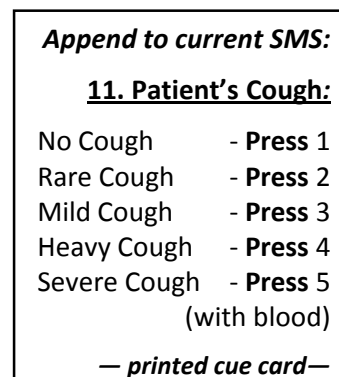 Append to current SMS:
11. Patient's Cough:
No Cough - Press 1
Rare Cough - Press 2
Mild Cough - Press 3
Heavy Cough - Press 4
Severe Cough - Press 5
(with blood)
— printed cue card—